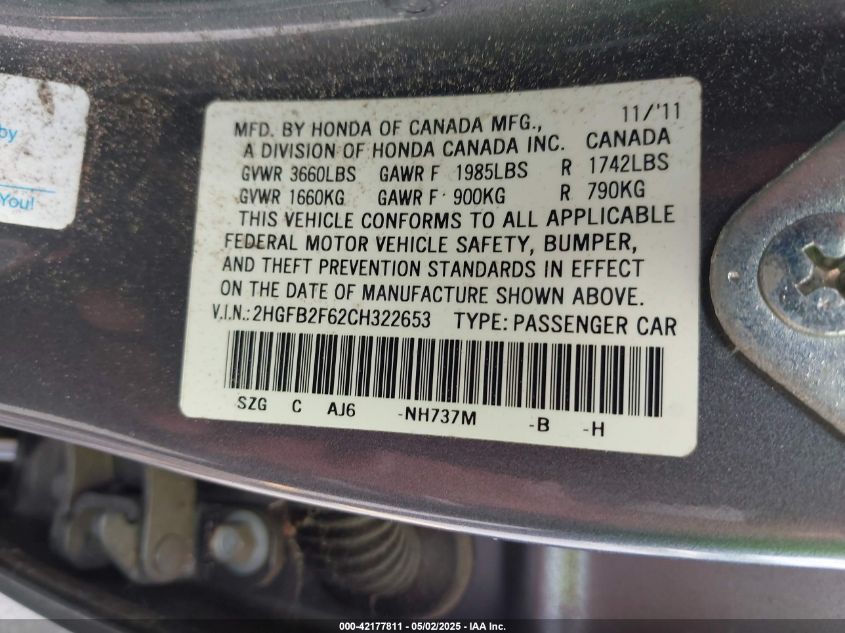 by
You!
11/'11
MFD. BY HONDA OF CANADA MFG.,
A DIVISION OF HONDA CANADA INC. CANADA
GVWR 3660LBS GAWR F 1985LBS R 1742LBS
GVWR 1660KG GAWR F 900KG R 790KG
THIS VEHICLE CONFORMS TO ALL APPLICABLE
FEDERAL MOTOR VEHICLE SAFETY, BUMPER,
AND THEFT PREVENTION STANDARDS IN EFFECT
ON THE DATE OF MANUFACTURE SHOWN ABOVE.
V.I.N.: 2HGFB2F62CH322653 TYPE: PASSENGER CAR
SZG C AJ6 -NH737M -B -H
000-42177811 - 05/02/2025 - IAA Inc.